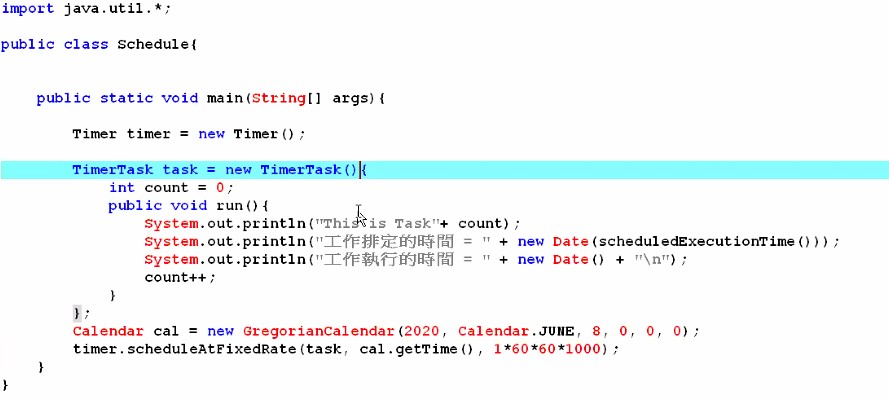 import java.util.*;
public class Schedule{
public static void main(String[] args){
Timer timer = new Timer();
TimerTask task = new TimerTask(){
int count = 0;
public void run(){
System.out.println("This is Task"+ count);
System.out.println("工作排定的時間 = " + new Date(scheduledExecutionTime()));
System.out.println("工作執行的時間 = " + new Date() + "\n");
count++;
}
};
Calendar cal = new GregorianCalendar(2020, Calendar.JUNE, 8, 0, 0, 0);
timer.scheduleAtFixedRate(task, cal.getTime(), 1*60*60*1000);
}
}